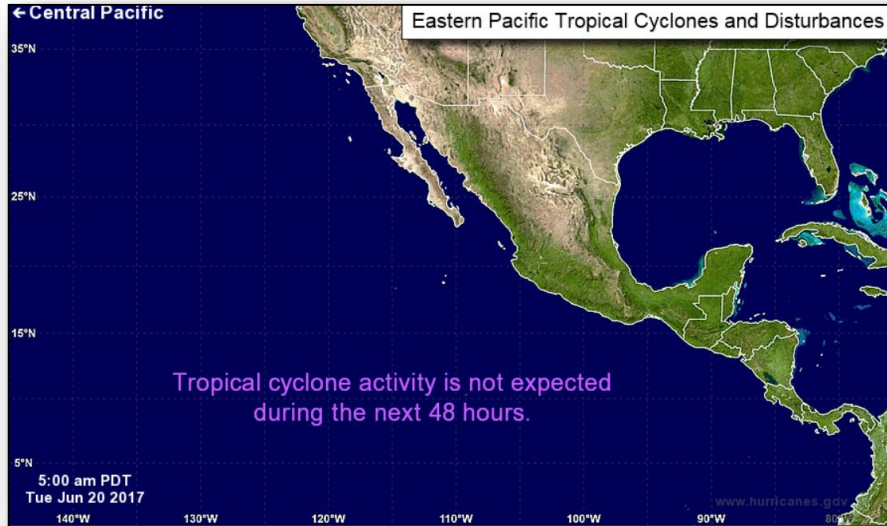 ← Central Pacific
Eastern Pacific Tropical Cyclones and Disturbances
35°N
25°N
15°N
Tropical cyclone activity is not expected
during the next 48 hours.
5°N
5:00 am PDT
Tue Jun 20 2017
www.hurricanes.gov
140°W
130°W
120°W
110°W
100°W
90°W
80°W